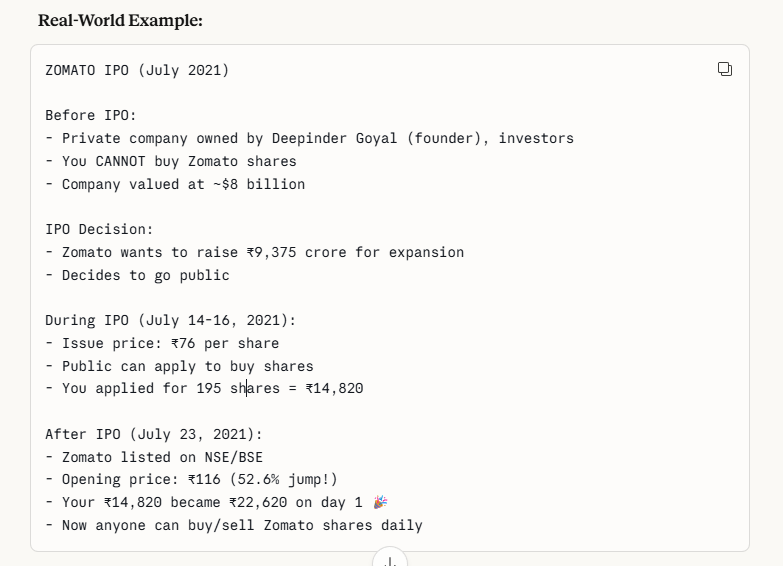 Real-World Example:
ZOMATO IPO (July 2021)
Before IPO:
- Private company owned by Deepinder Goyal (founder), investors
- You CANNOT buy Zomato shares
- Company valued at ~$8 billion
IPO Decision:
- Zomato wants to raise ₹9,375 crore for expansion
- Decides to go public
During IPO (July 14-16, 2021):
- Issue price: ₹76 per share
- Public can apply to buy shares
- You applied for 195 shares = ₹14,820
After IPO (July 23, 2021):
- Zomato listed on NSE/BSE
- Opening price: ₹116 (52.6% jump!)
- Your ₹14,820 became ₹22,620 on day 1 🎉
- Now anyone can buy/sell Zomato shares daily